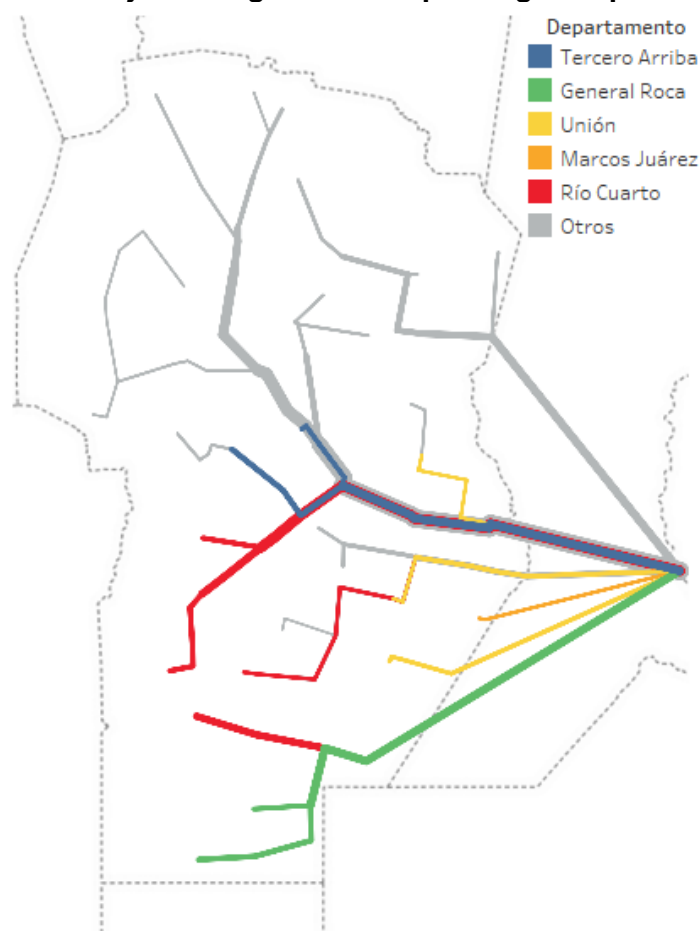 Departamento
Tercero Arriba
General Roca
Unión
Marcos Juárez
Río Cuarto
Otros